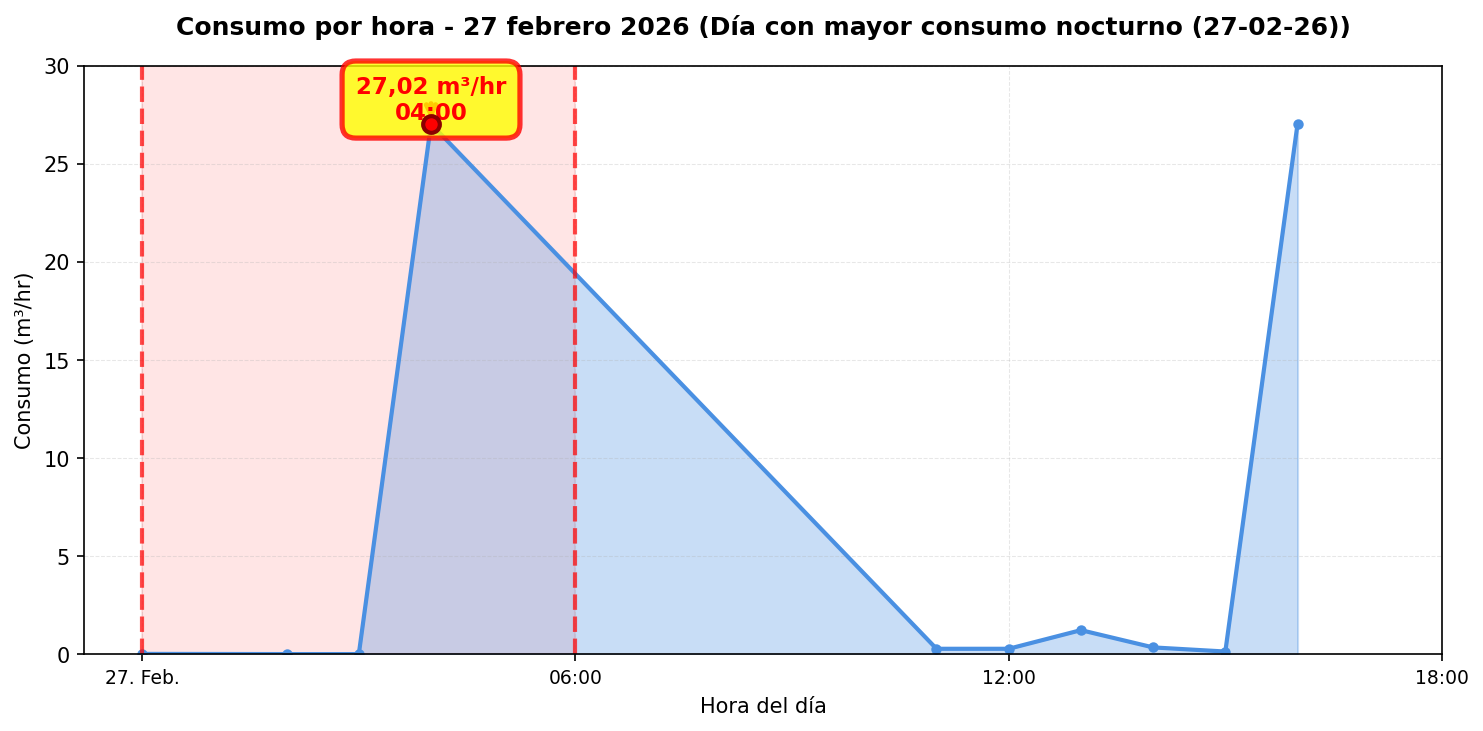 Consumo por hora - 27 febrero 2026 (Día con mayor consumo nocturno (27-02-26))
27,02 m³/hr
04:00
30
25
20
15
10
5
0
Consumo (m³/hr)
27. Feb.
06:00
12:00
18:00
Hora del día